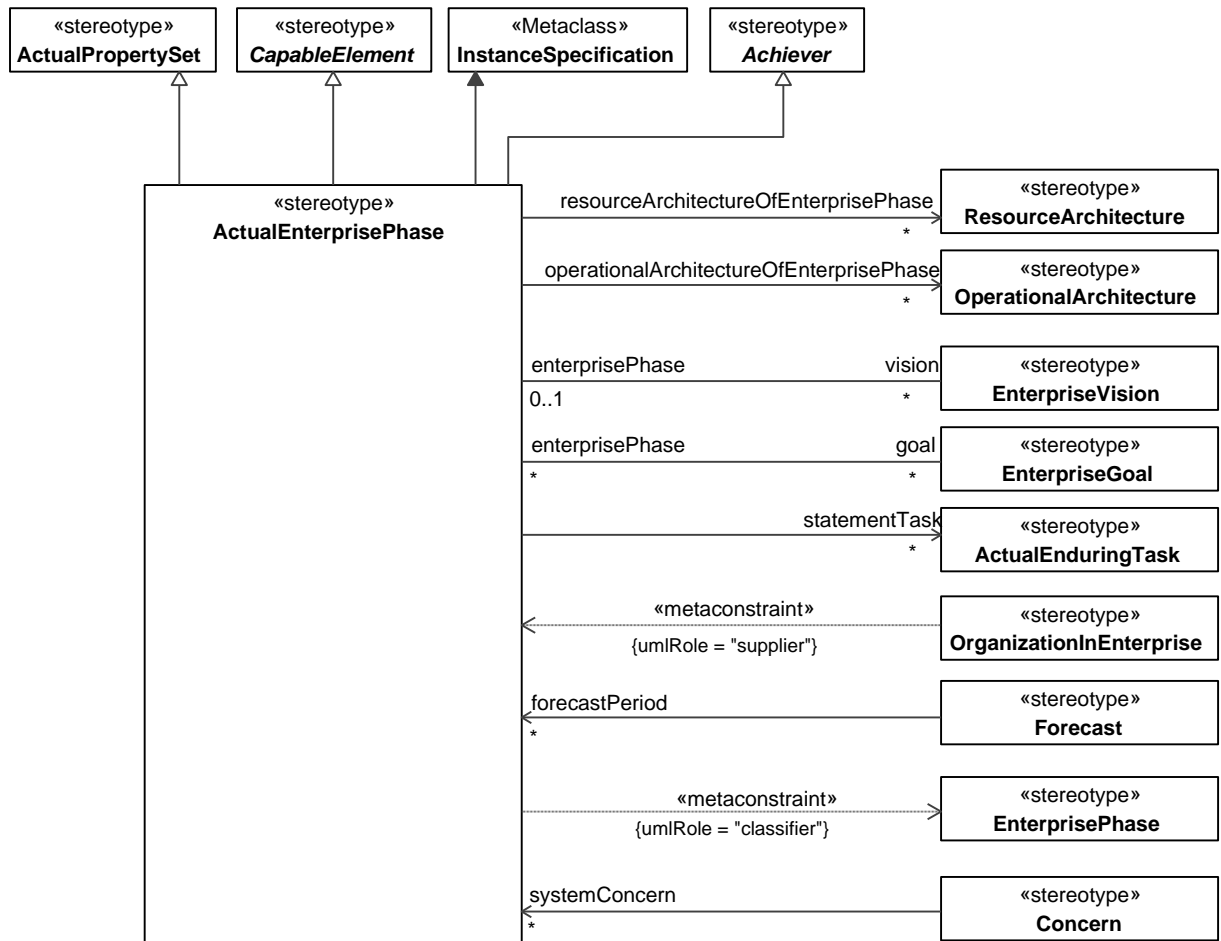 «stereotype»
ActualPropertySet
«stereotype»
CapableElement
«Metaclass»
InstanceSpecification
«stereotype»
Achiever
«stereotype»
ActualEnterprisePhase
resourceArchitectureOfEnterprisePhase
*
«stereotype»
ResourceArchitecture
operationalArchitectureOfEnterprisePhase
*
«stereotype»
OperationalArchitecture
enterprisePhase
0..1
vision
*
«stereotype»
EnterpriseVision
enterprisePhase
*
goal
*
«stereotype»
EnterpriseGoal
statementTask
*
«stereotype»
ActualEnduringTask
«metaconstraint»
{umlRole = "supplier"}
«stereotype»
OrganizationInEnterprise
forecastPeriod
*
«stereotype»
Forecast
«metaconstraint»
{umlRole = "classifier"}
«stereotype»
EnterprisePhase
systemConcern
*
«stereotype»
Concern